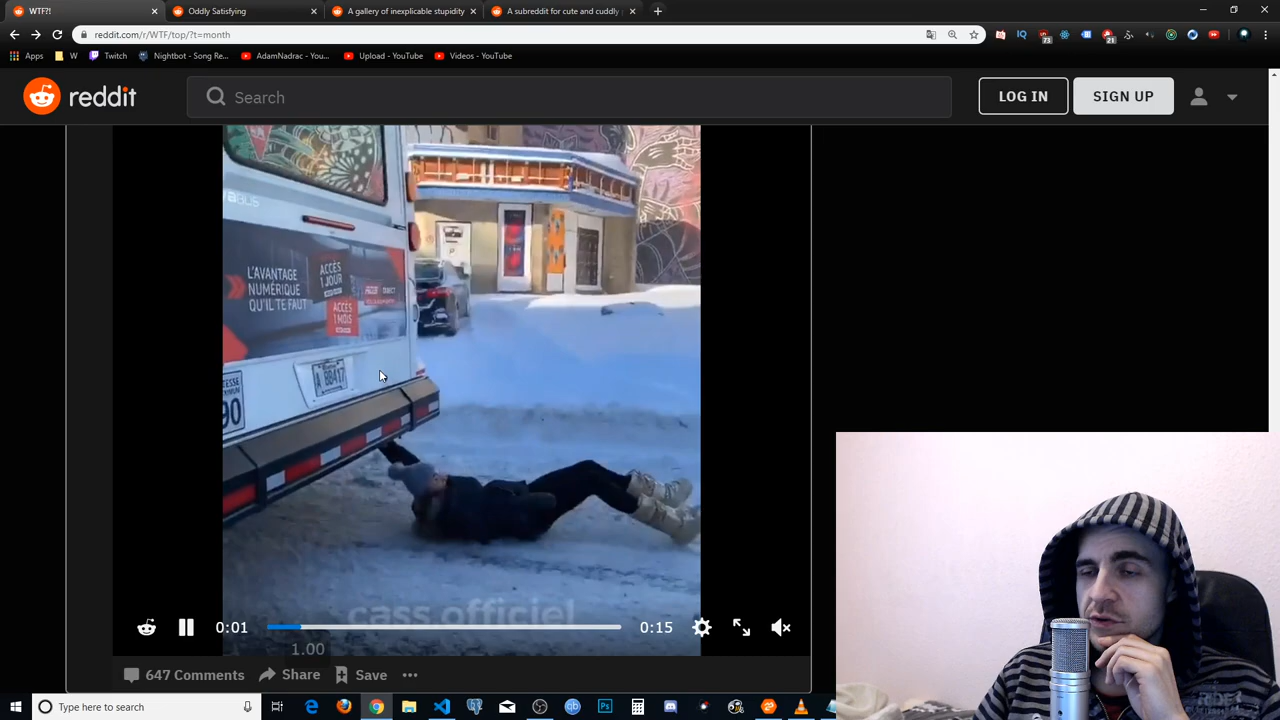 WTF?!
Oddly Satisfying
A gallery of inexplicable stupidity
A subreddit for cute and cuddly
reddit.com/r/WTF/top/?t=month
Apps
W
Twitch
Nightbot - Song Re...
AdamNadrac - You...
Upload - YouTube
Videos - YouTube
73
21
reddit
Search
LOG IN
SIGN UP
L'AVANTAGE
NUMÉRIQUE
QU'IL TE FAUT
ACCÈS
1 JOUR
ACCÈS
1 MOIS
90
cass officiel
0:01
0:15
1.00
647 Comments
Share
Save
Type here to search